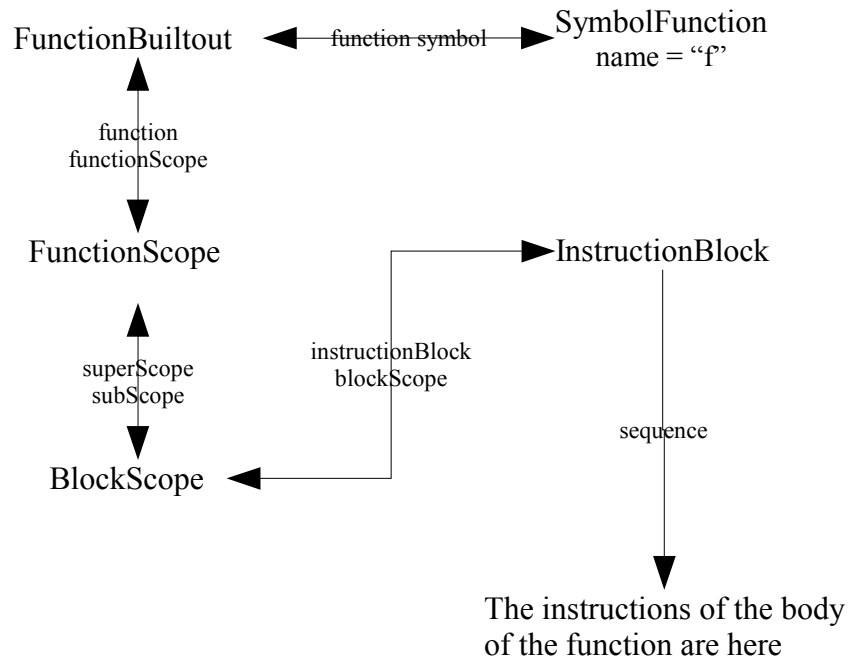 FunctionBuiltout
function symbol
SymbolFunction
name = “f”
function
functionScope
FunctionScope
InstructionBlock
superScope
subScope
instructionBlock
blockScope
sequence
BlockScope
The instructions of the body
of the function are here